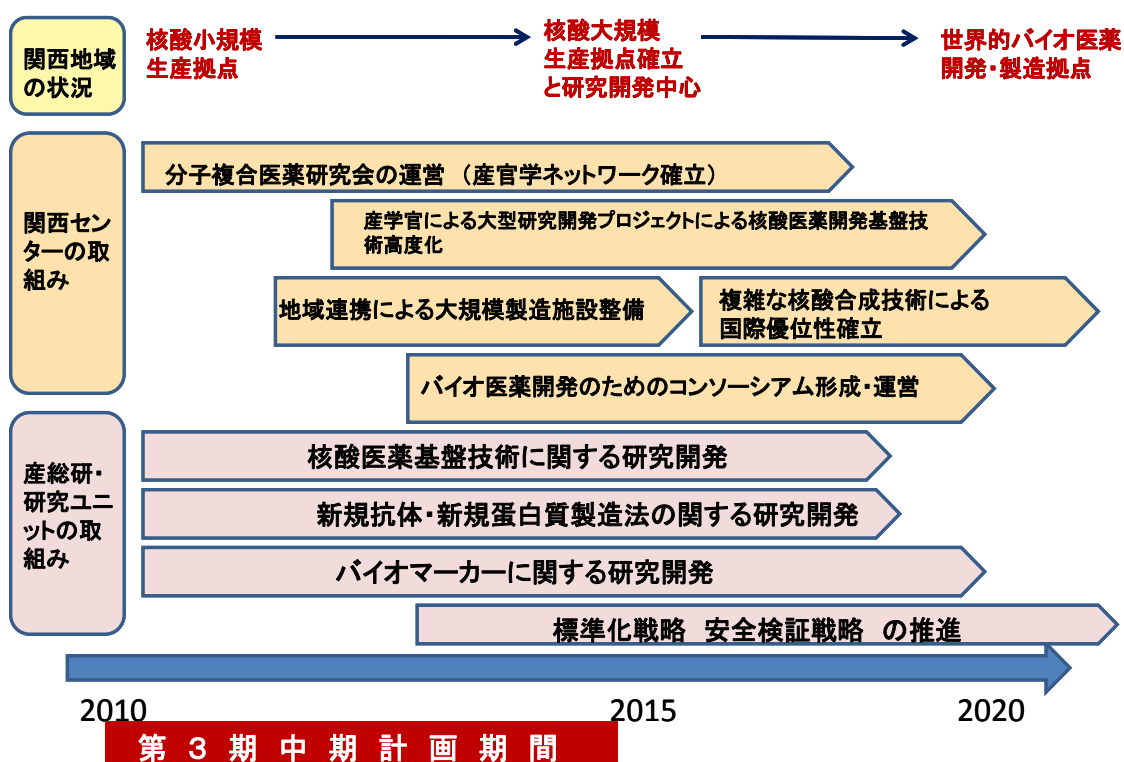 関西地域
の状況
核酸小規模
生産拠点
核酸大規模
生産拠点確立
と研究開発中心
世界的バイオ医薬
開発・製造拠点
関西セン
ターの取
組み
分子複合医薬研究会の運営 (産官学ネットワーク確立)
産学官による大型研究開発プロジェクトによる核酸医薬開発基盤技
術高度化
地域連携による大規模製造施設整備
複雑な核酸合成技術による
国際優位性確立
バイオ医薬開発のためのコンソーシアム形成・運営
産総研・
研究ユニ
ットの取
組み
核酸医薬基盤技術に関する研究開発
新規抗体・新規蛋白質製造法の関する研究開発
バイオマーカーに関する研究開発
標準化戦略 安全検証戦略 の推進
2010
2015
2020
第 3 期 中 期 計 画 期 間